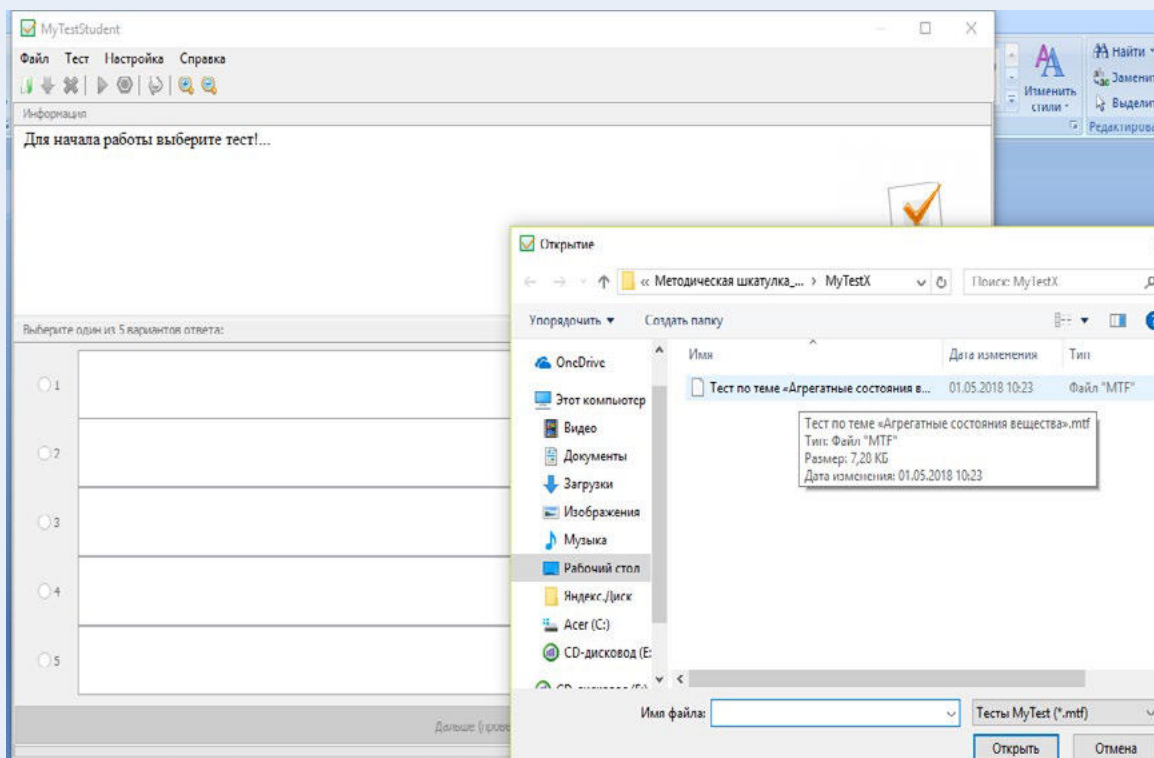 MyTestStudent
Файл Тест Настройка Справка
Информация
Для начала работы выберите тест!...
Выберите один из 5 вариантов ответа:
1
2
3
4
5
Дальше
Найти
Изменить стили
Выделит
Открытие
« Методическая шкатулка_... > MyTestX
Поиск: MyTestX
Упорядочить Создать папку
Имя Дата изменения Тип
Тест по теме «Агрегатные состояния в... 01.05.2018 10:23 Файл "MTF"
Тест по теме «Агрегатные состояния вещества».mtf
Тип: Файл "MTF"
Размер: 7,20 КБ
Дата изменения: 01.05.2018 10:23
OneDrive
Этот компьютер
Видео
Документы
Загрузки
Изображения
Музыка
Рабочий стол
Яндекс.Диск
Acer (C:)
CD-дисковод (E:
Имя файла:
Тесты MyTest (*.mtf)
Открыть Отмена